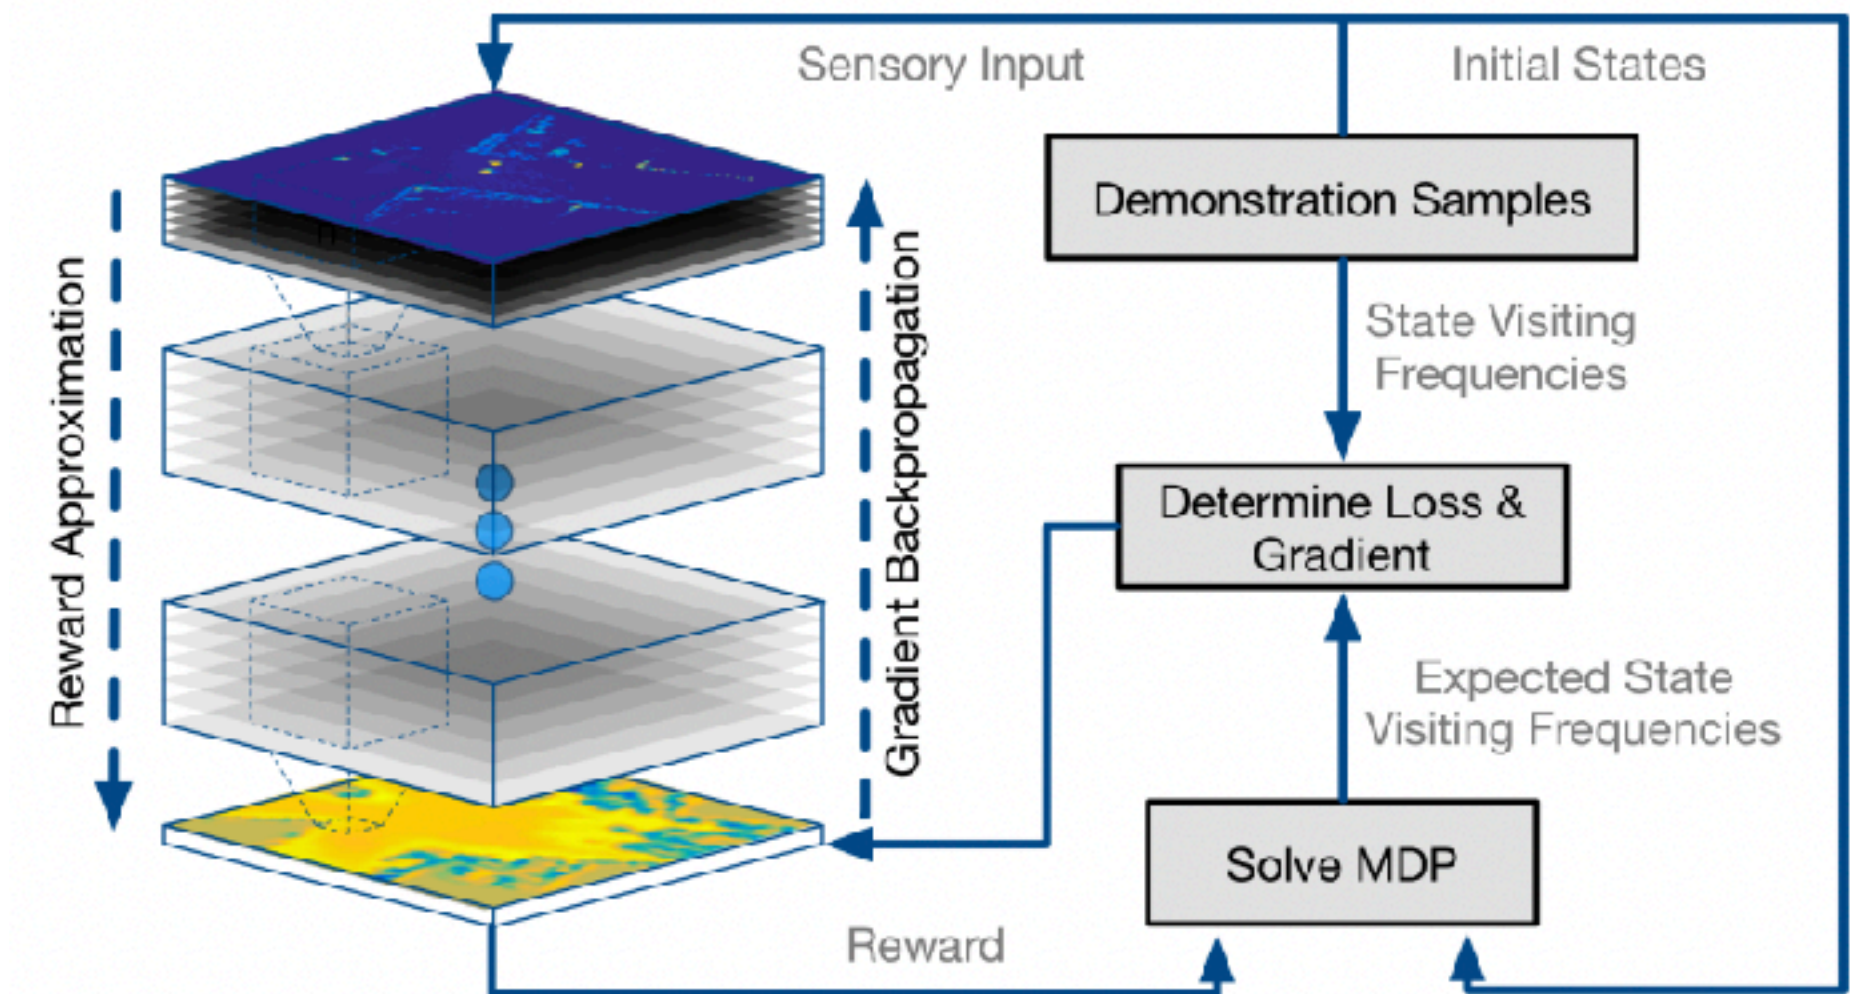 Sensory Input
Initial States
Demonstration Samples
State Visiting
Frequencies
Reward Approximation
Gradient Backpropagation
Determine Loss &
Gradient
Expected State
Visiting Frequencies
Solve MDP
Reward